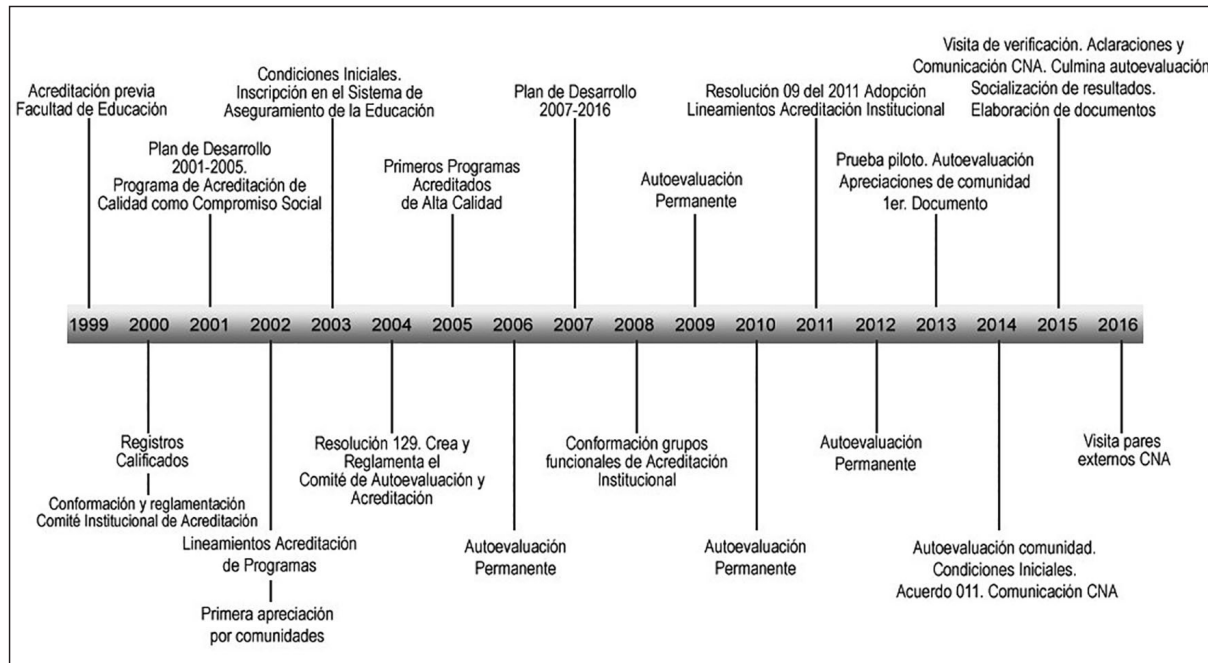 Acreditación previa
Facultad de Educación
Plan de Desarrollo
2001-2005.
Programa de Acreditación de
Calidad como Compromiso Social
Condiciones Iniciales.
Inscripción en el Sistema de
Aseguramiento de la Educación
Primeros Programas
Acreditados
de Alta Calidad
Plan de Desarrollo
2007-2016
Autoevaluación
Permanente
Resolución 09 del 2011 Adopción
Lineamientos Acreditación Institucional
Prueba piloto. Autoevaluación
Apreciaciones de comunidad
1er. Documento
Visita de verificación. Aclaraciones y
Comunicación CNA. Culmina autoevaluación
Socialización de resultados.
Elaboración de documentos
1999 2000 2001 2002 2003 2004 2005 2006 2007 2008 2009 2010 2011 2012 2013 2014 2015 2016
Registros
Calificados
Conformación y reglamentación
Comité Institucional de Acreditación
Lineamientos Acreditación
de Programas
Primera apreciación
por comunidades
Resolución 129. Crea y
Reglamenta el
Comité de Autoevaluación y
Acreditación
Autoevaluación
Permanente
Conformación grupos
funcionales de Acreditación
Institucional
Autoevaluación
Permanente
Autoevaluación
Permanente
Autoevaluación comunidad.
Condiciones Iniciales.
Acuerdo 011. Comunicación CNA
Visita pares
externos CNA